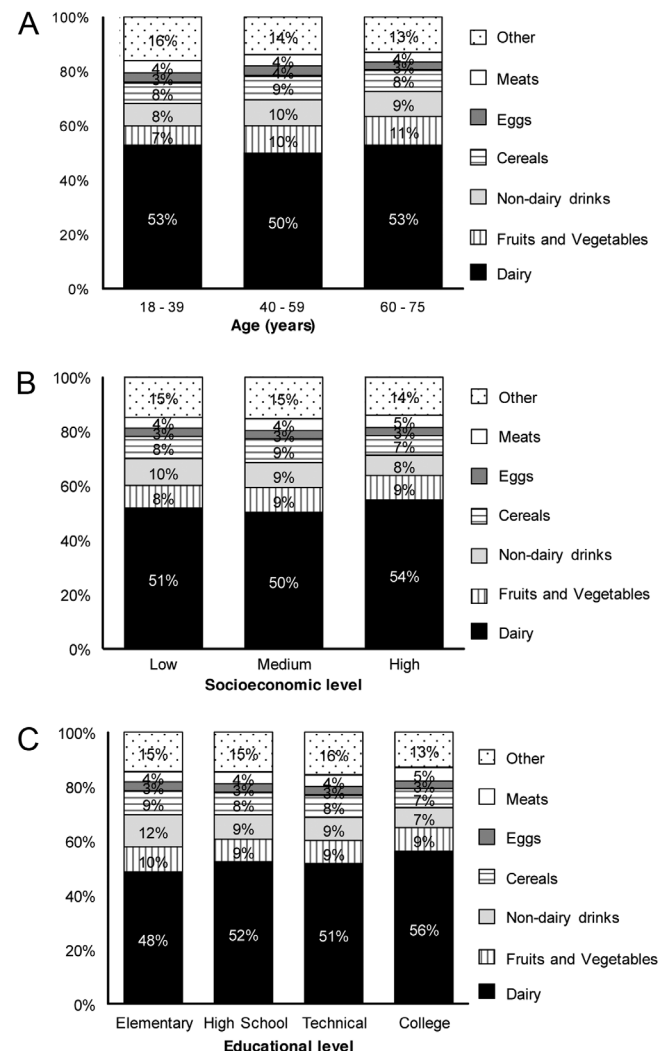 A
100%
80%
60%
40%
20%
0%
16%
4%
3%
8%
8%
7%
53%
14%
4%
4%
9%
10%
10%
50%
13%
4%
3%
8%
9%
11%
53%
18 - 39
40 - 59
60 - 75
Age (years)
Other
Meats
Eggs
Cereals
Non-dairy drinks
Fruits and Vegetables
Dairy
B
100%
80%
60%
40%
20%
0%
15%
4%
3%
8%
10%
8%
51%
15%
4%
3%
9%
9%
9%
50%
14%
5%
3%
7%
8%
9%
54%
Low
Medium
High
Socioeconomic level
Other
Meats
Eggs
Cereals
Non-dairy drinks
Fruits and Vegetables
Dairy
C
100%
80%
60%
40%
20%
0%
15%
4%
3%
9%
12%
10%
48%
15%
4%
3%
8%
9%
9%
52%
16%
4%
3%
8%
9%
9%
51%
13%
5%
3%
7%
7%
9%
56%
Elementary
High School
Technical
College
Educational level
Other
Meats
Eggs
Cereals
Non-dairy drinks
Fruits and Vegetables
Dairy